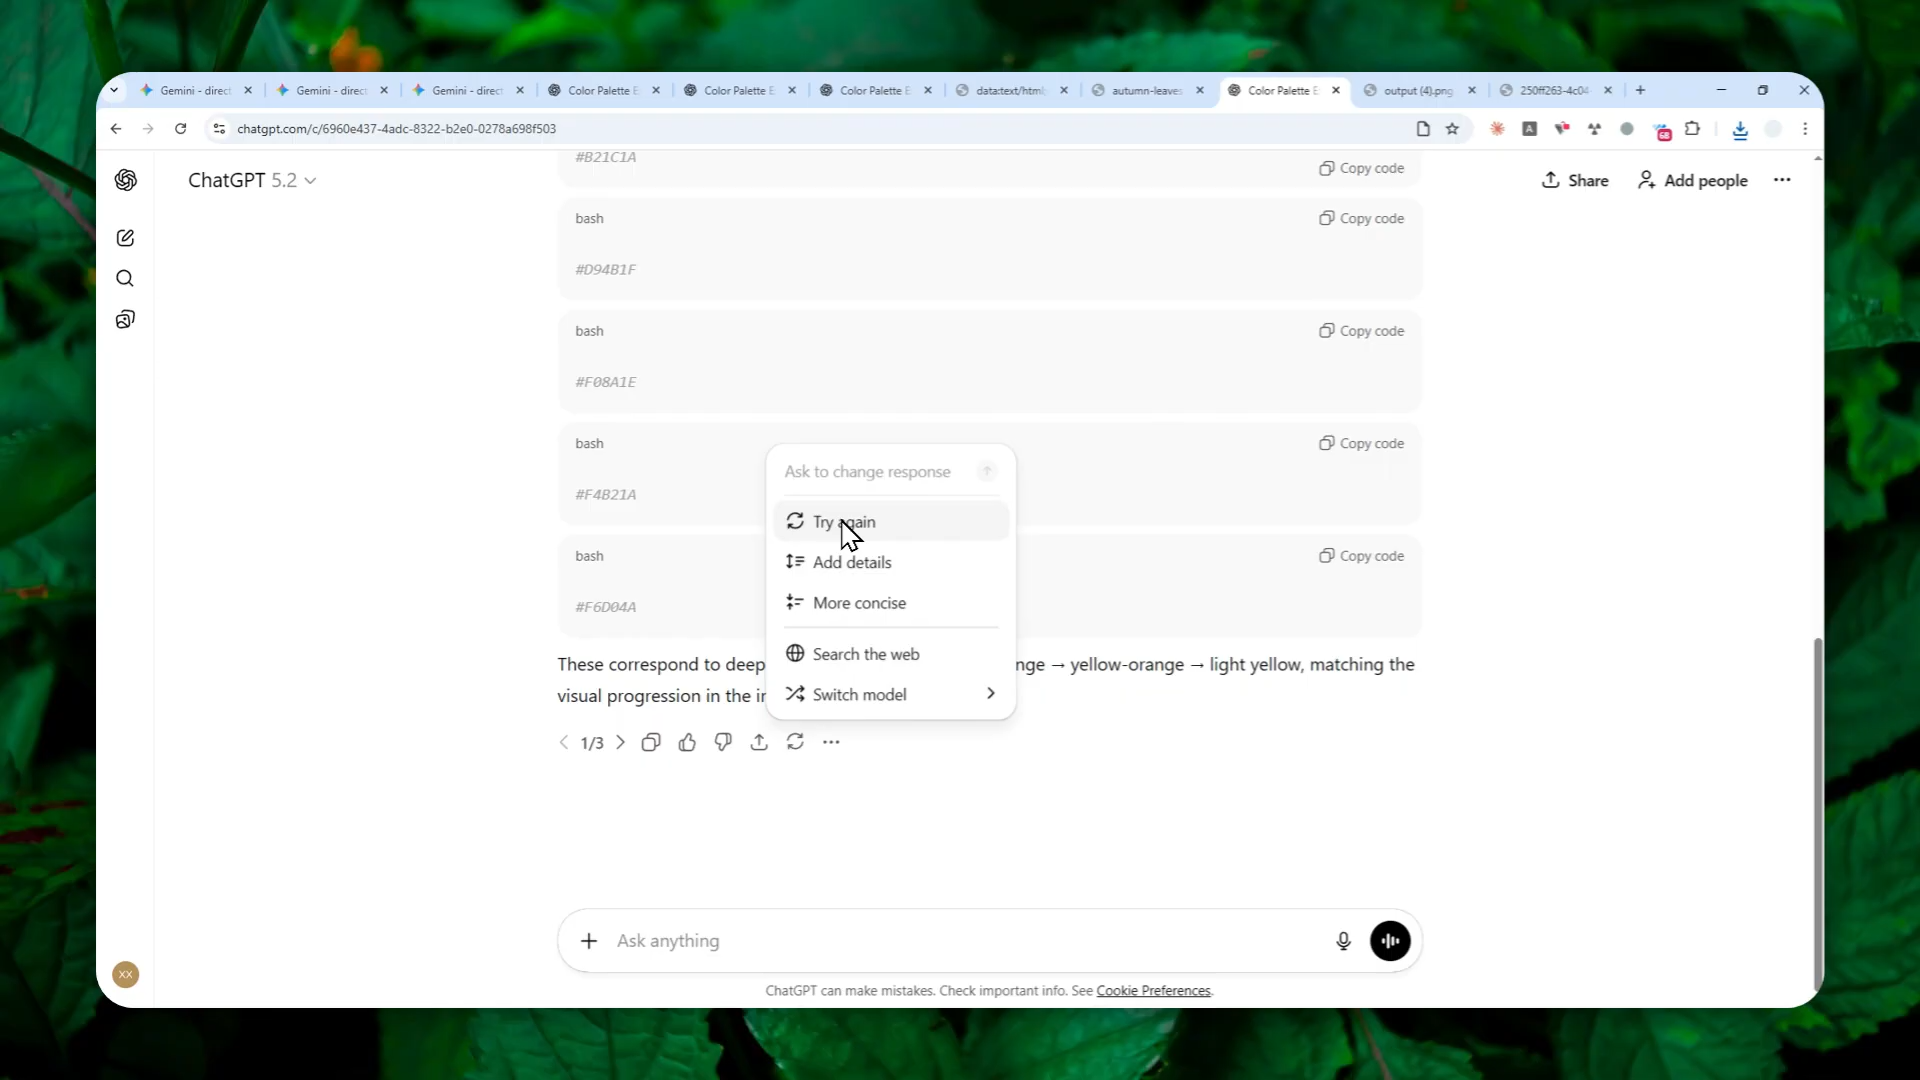 Gemini - direct
Gemini - direct
Gemini - direct
Color Palette E
Color Palette E
Color Palette E
data:text/html;
autumn-leaves
Color Palette E
output (4).png
250ff263-4c04
chatgpt.com/c/6960e437-4adc-8322-b2e0-0278a698f503
A
68
ChatGPT 5.2
Share
Add people
#B21C1A
Copy code
bash
Copy code
#D94B1F
bash
Copy code
#F08A1E
bash
Copy code
#F4B21A
bash
Copy code
#F6D04A
Ask to change response
Try again
Add details
More concise
Search the web
Switch model
These correspond to deep nge → yellow-orange → light yellow, matching the
visual progression in the i
1/3
Ask anything
XX
ChatGPT can make mistakes. Check important info. See Cookie Preferences.